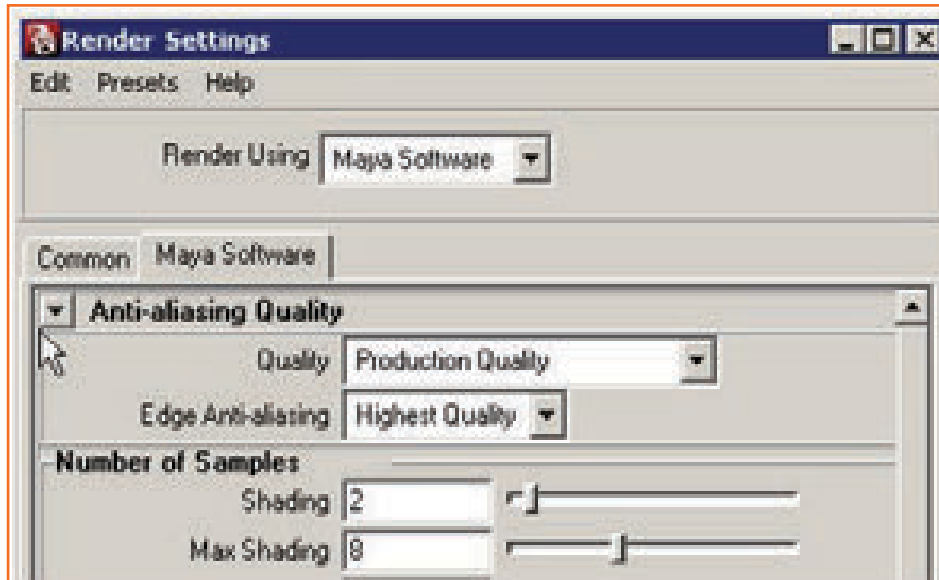 Render Settings
Edit Presets Help
Render Using Maya Software
Common Maya Software
Anti-aliasing Quality
Quality Production Quality
Edge Anti-aliasing Highest Quality
Number of Samples
Shading 2
Max Shading 8